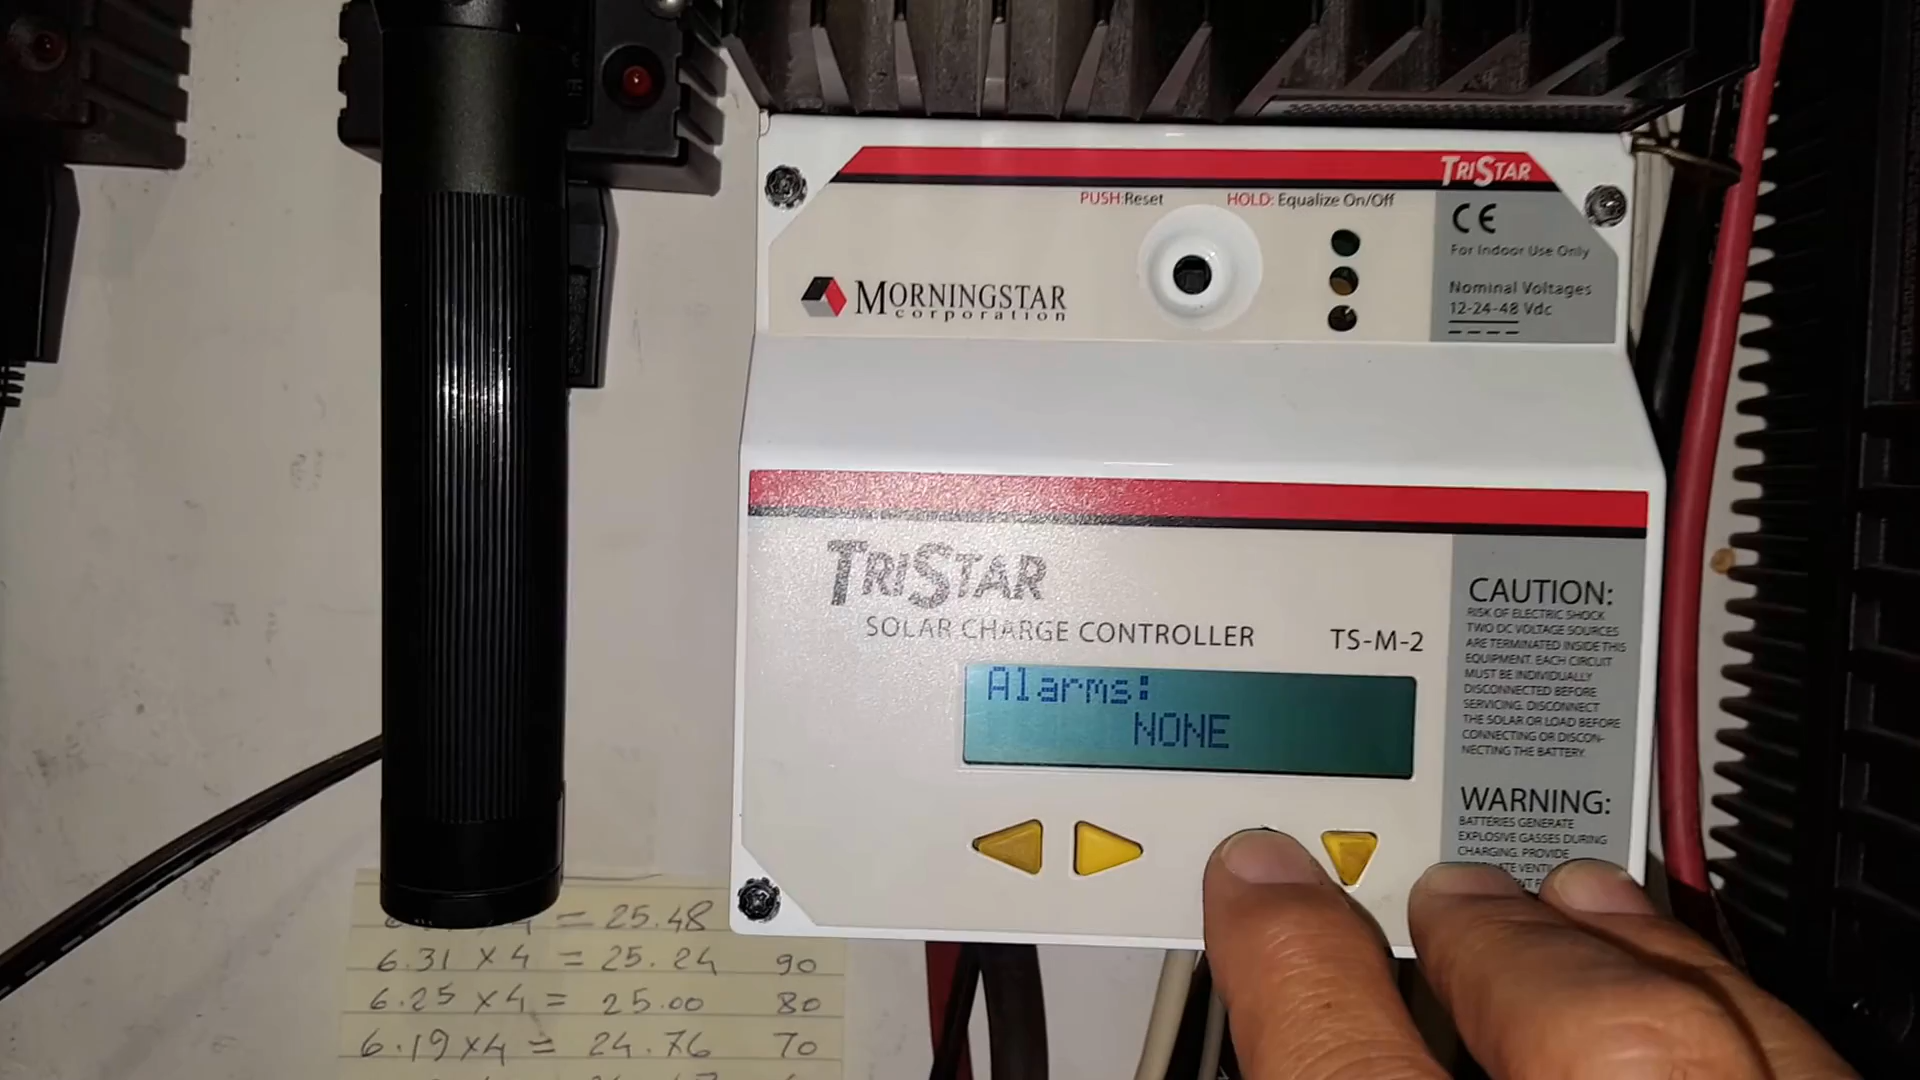 TRISTAR
PUSH:Reset
HOLD: Equalize On/Off
CE
For Indoor Use Only
Nominal Voltages
12-24-48 Vdc
MORNINGSTAR
corporation
TRISTAR
SOLAR CHARGE CONTROLLER
TS-M-2
Alarms:
NONE
CAUTION:
RISK OF ELECTRIC SHOCK
TWO DC VOLTAGE SOURCES
ARE TERMINATED INSIDE THIS
EQUIPMENT. EACH CIRCUIT
MUST BE INDIVIDUALLY
DISCONNECTED BEFORE
SERVICING. DISCONNECT
THE SOLAR OR LOAD BEFORE
CONNECTING OR DISCON-
NECTING THE BATTERY.
WARNING:
BATTERIES GENERATE
EXPLOSIVE GASSES DURING
CHARGING. PROVIDE
= 25.48
6.31 x 4 = 25.24 90
6.25 x 4 = 25.00 80
6.19 x 4 = 24.76 70